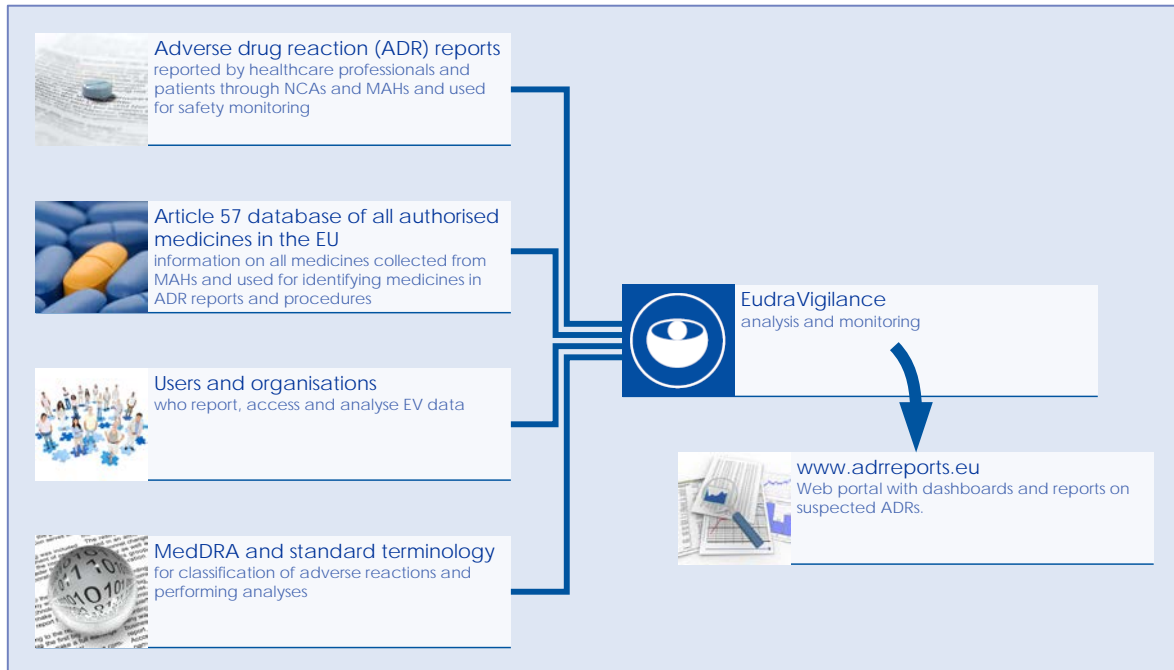 Adverse drug reaction (ADR) reports
reported by healthcare professionals and
patients through NCAs and MAHs and used
for safety monitoring
Article 57 database of all authorised
medicines in the EU
information on all medicines collected from
MAHs and used for identifying medicines in
ADR reports and procedures
Users and organisations
who report, access and analyse EV data
MedDRA and standard terminology
for classification of adverse reactions and
performing analyses
EudraVigilance
analysis and monitoring
www.adrreports.eu
Web portal with dashboards and reports on
suspected ADRs.